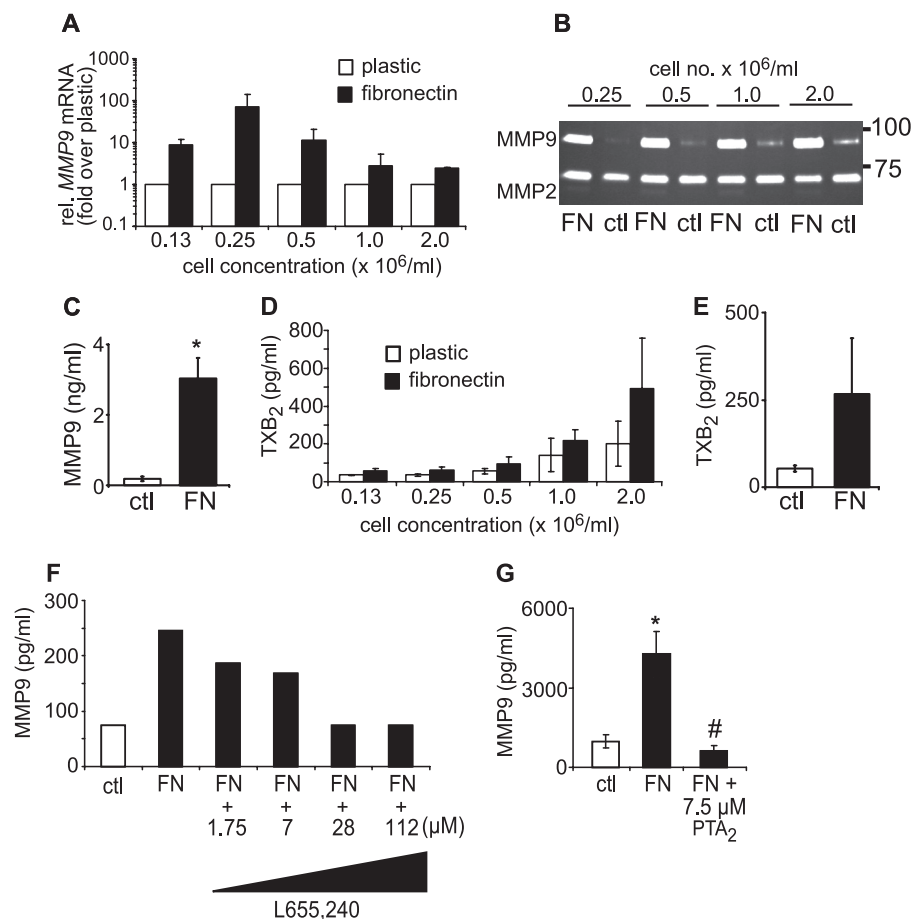 A
rel. MMP9 mRNA
(fold over plastic)
1000
100
10
1
0.1
plastic
fibronectin
0.13 0.25 0.5 1.0 2.0
cell concentration (x 10⁶/ml)
B
cell no. x 10⁶/ml
0.25 0.5 1.0 2.0
MMP9
MMP2
100
75
FN ctl FN ctl FN ctl FN ctl
C
MMP9 (ng/ml)
4
2
0
*
ctl FN
D
TXB₂ (pg/ml)
800
600
400
200
0
plastic
fibronectin
0.13 0.25 0.5 1.0 2.0
cell concentration (x 10⁶/ml)
E
TXB₂ (pg/ml)
500
250
0
ctl FN
F
MMP9 (pg/ml)
300
200
100
0
ctl FN FN FN FN FN
+ + + +
1.75 7 28 112 (µM)
L655,240
G
MMP9 (pg/ml)
6000
3000
0
*
#
ctl FN FN +
7.5 µM
PTA₂